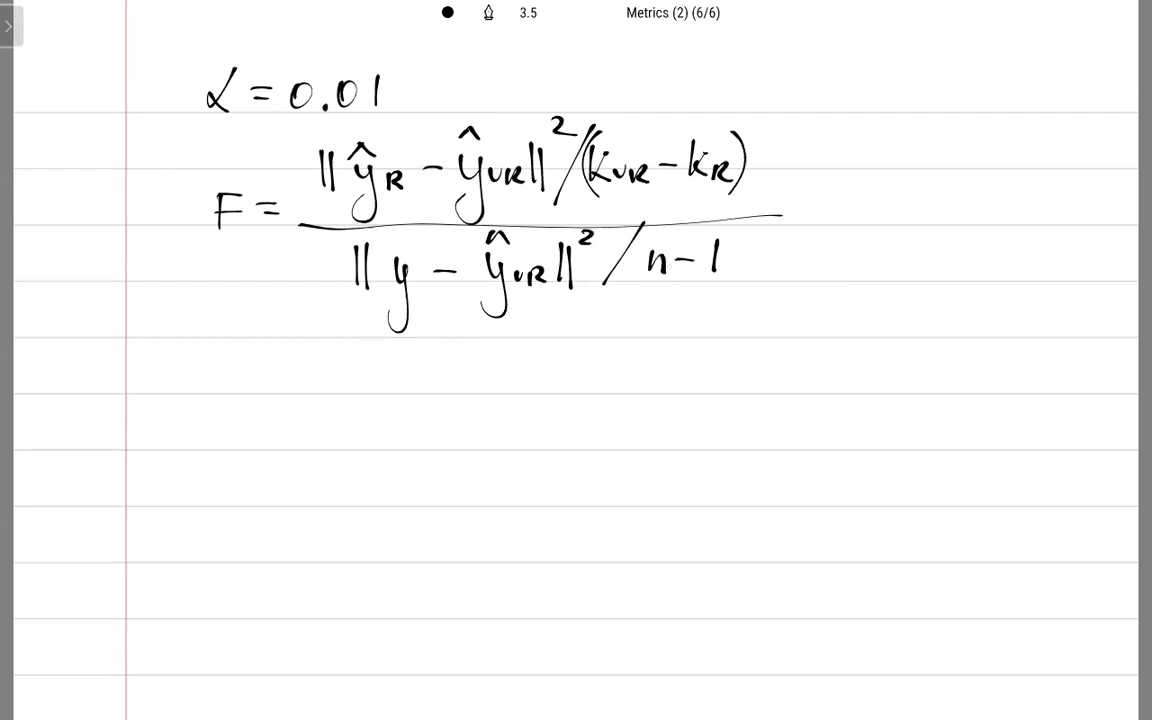 3.5 Metrics (2) (6/6)
α = 0.01
F = ||ŷ_R − ŷ_UR||² / (k_UR − k_R)
||y − ŷ_UR||² / n − 1